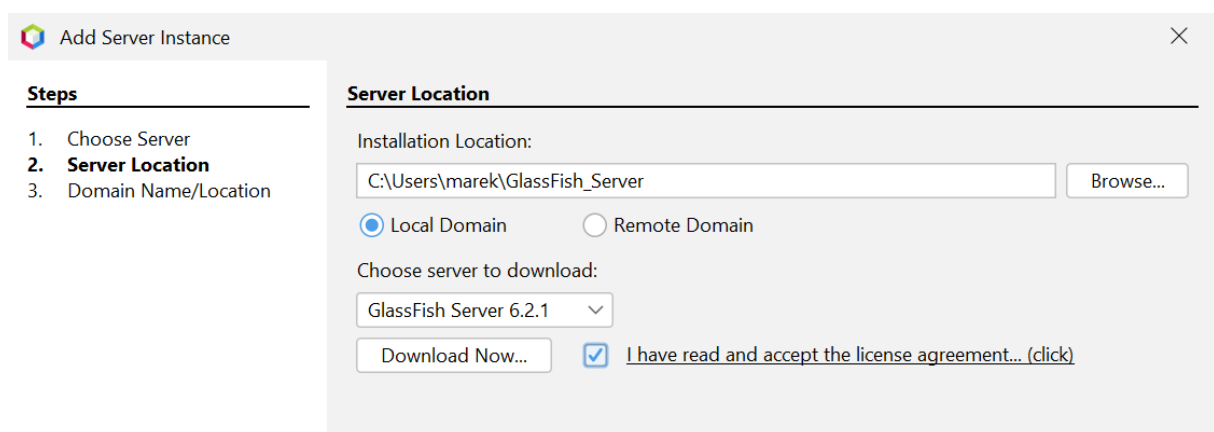 Add Server Instance
Steps
1. Choose Server
2. Server Location
3. Domain Name/Location
Server Location
Installation Location:
C:\Users\marek\GlassFish_Server
Browse...
Local Domain
Remote Domain
Choose server to download:
GlassFish Server 6.2.1
Download Now...
I have read and accept the license agreement... (click)